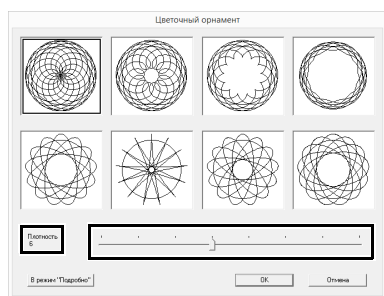 Цветочный орнамент
Плотность
6
В режим "Подробно"
OK
Отмена